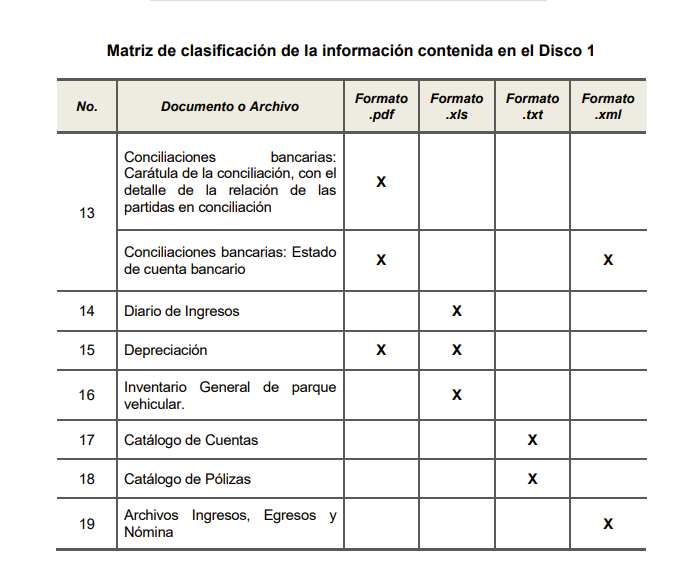 Matriz de clasificación de la información contenida en el Disco 1
No. Documento o Archivo Formato .pdf Formato .xls Formato .txt Formato .xml
13
Conciliaciones bancarias:
Carátula de la conciliación, con el
detalle de la relación de las
partidas en conciliación
X
Conciliaciones bancarias: Estado
de cuenta bancario
X X
14 Diario de Ingresos X
15 Depreciación X X
16 Inventario General de parque
vehicular. X
17 Catálogo de Cuentas X
18 Catálogo de Pólizas X
19 Archivos Ingresos, Egresos y
Nómina X